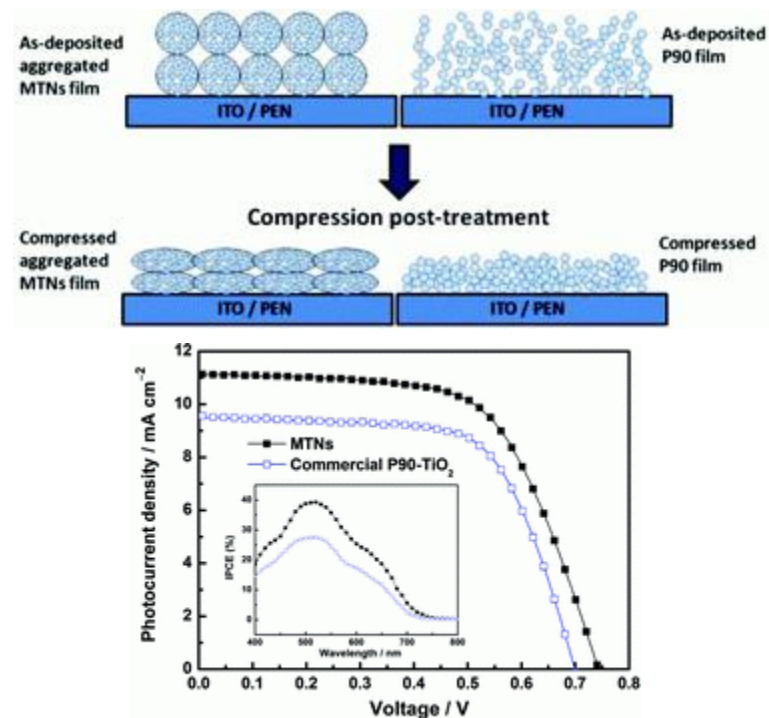 As-deposited
aggregated
MTNs film
As-deposited
P90 film
ITO / PEN
ITO / PEN
Compression post-treatment
Compressed
aggregated
MTNs film
Compressed
P90 film
ITO / PEN
ITO / PEN
Photocurrent density / mA cm⁻²
12
10
8
6
4
2
0
MTNs
Commercial P90-TiO₂
IPCE (%)
40
30
20
10
0
400 500 600 700 800
Wavelength / nm
0.0 0.1 0.2 0.3 0.4 0.5 0.6 0.7 0.8
Voltage / V